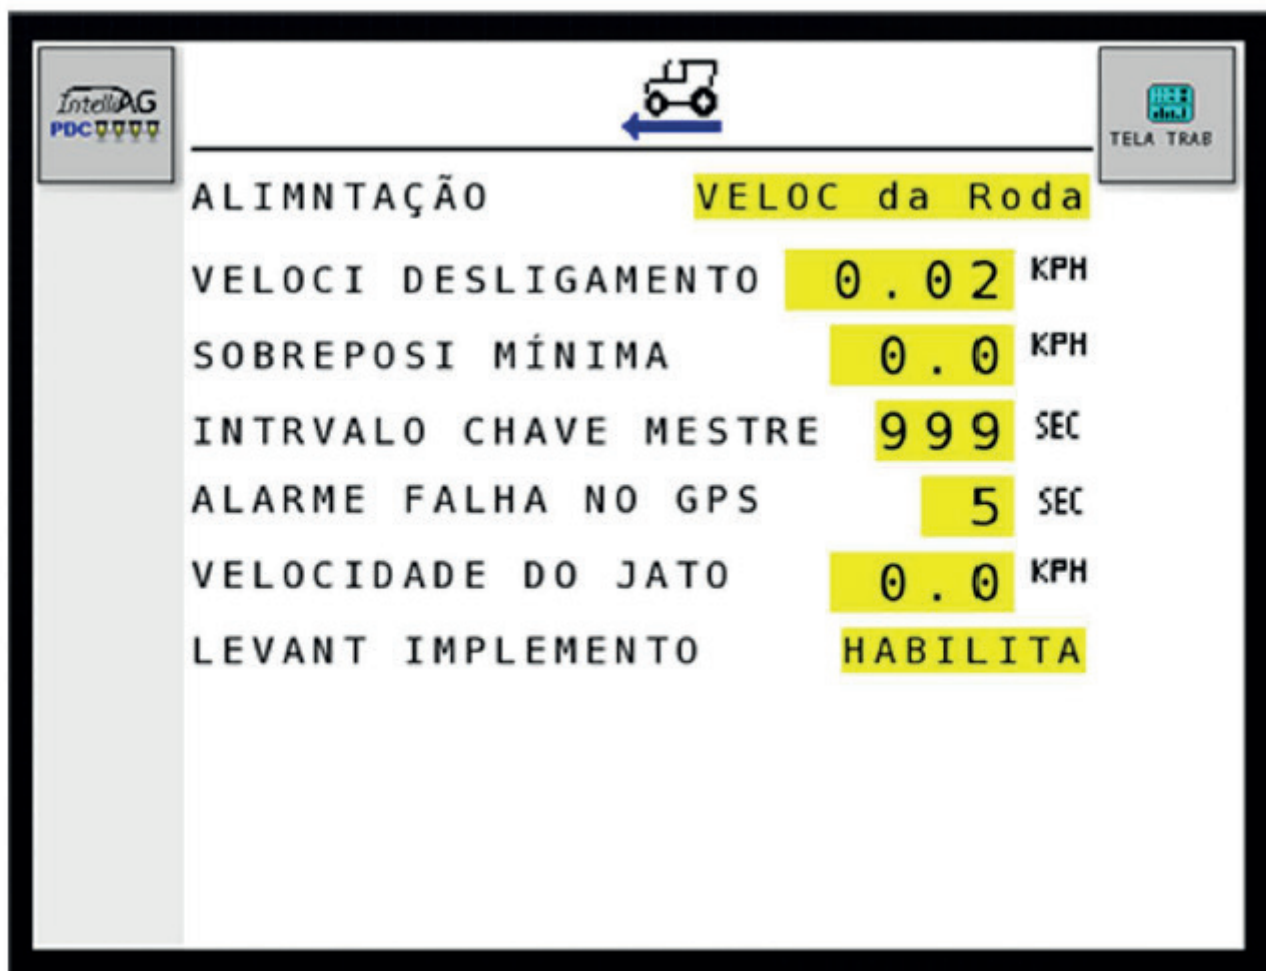 IntelliAG
PDC
TELA TRAB
ALIMNTAÇÃO VELOC da Roda
VELOCI DESLIGAMENTO 0.02 KPH
SOBREPOSI MÍNIMA 0.0 KPH
INTRVALO CHAVE MESTRE 999 SEC
ALARME FALHA NO GPS 5 SEC
VELOCIDADE DO JATO 0.0 KPH
LEVANT IMPLEMENTO HABILITA